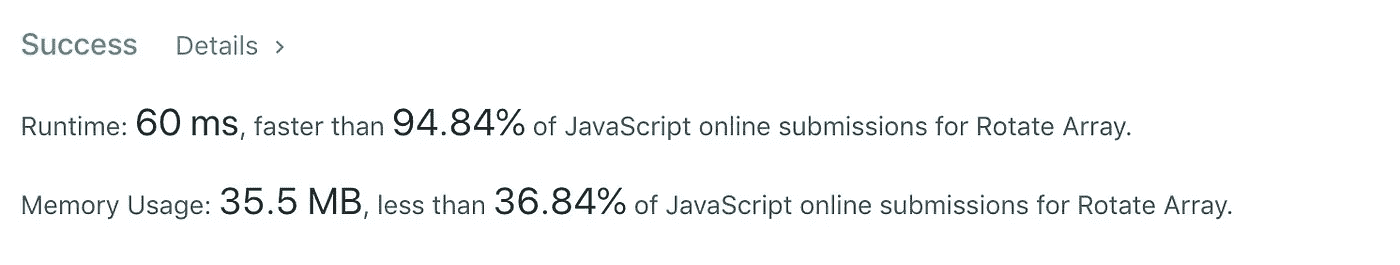 Success Details >
Runtime: 60 ms, faster than 94.84% of JavaScript online submissions for Rotate Array.
Memory Usage: 35.5 MB, less than 36.84% of JavaScript online submissions for Rotate Array.